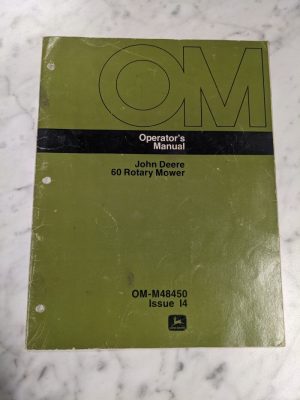 OM
Operator's
Manual
John Deere
60 Rotary Mower
OM-M48450
Issue I4